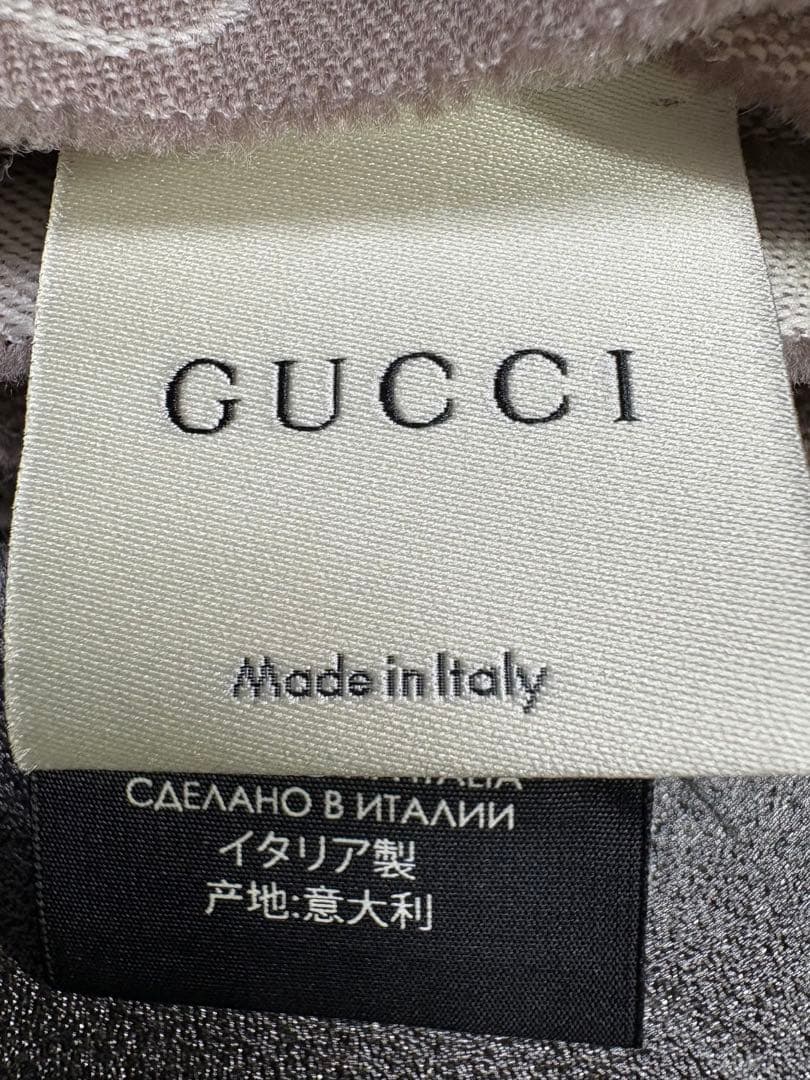 GUCCI
Made in Italy
СДЕЛАНО В ИТАЛИИ
イタリア製
产地:意大利